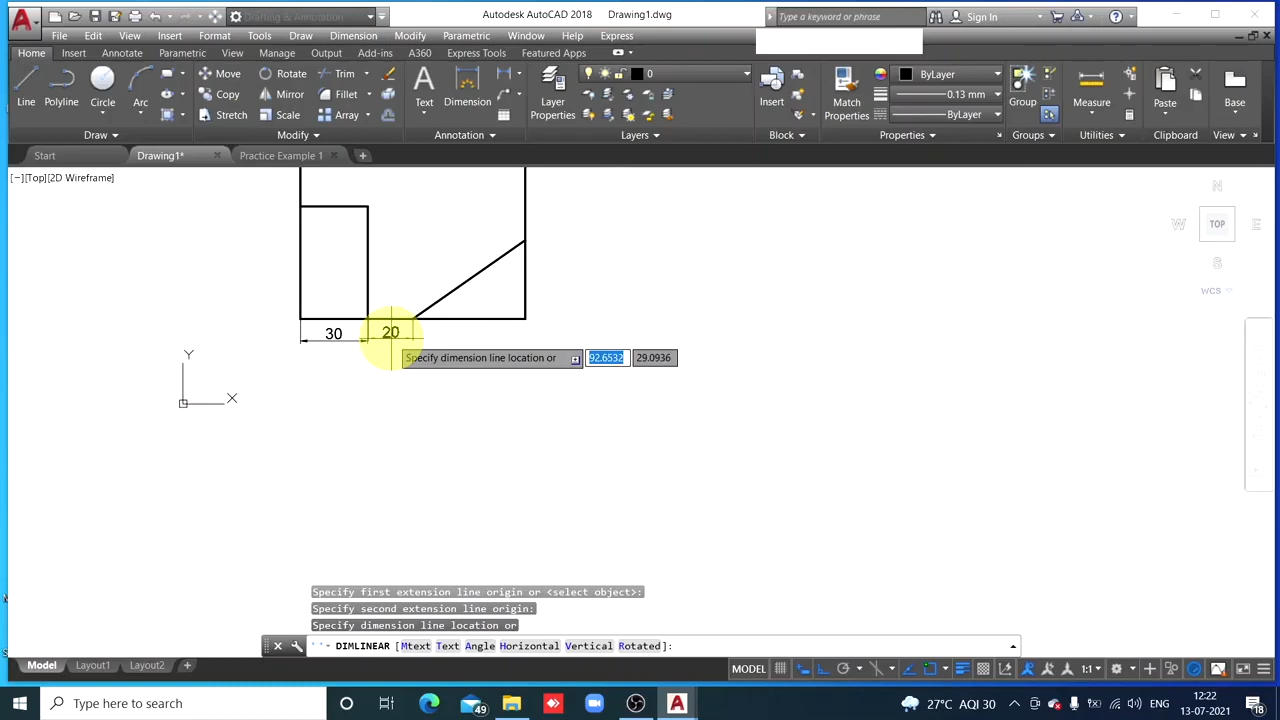 Drafting & Annotation
Autodesk AutoCAD 2018 Drawing1.dwg
Type a keyword or phrase
Sign In
File Edit View Insert Format Tools Draw Dimension Modify Parametric Window Help Express
Home Insert Annotate Parametric View Manage Output Add-ins A360 Express Tools Featured Apps
Line
Polyline
Circle
Arc
Move
Copy
Stretch
Rotate
Mirror
Scale
Trim
Fillet
Array
Text
Dimension
Layer
Properties
0
Insert
Match
Properties
ByLayer
0.13 mm
ByLayer
Group
Measure
Paste
Base
Draw
Modify
Annotation
Layers
Block
Properties
Groups
Utilities
Clipboard
View
Start Drawing1* Practice Example 1
[−][Top][2D Wireframe]
N
W TOP E
S
WCS
30
20
Specify dimension line location or 92.6532 29.0936
Y
X
Specify first extension line origin or <select object>:
Specify second extension line origin:
Specify dimension line location or
DIMLINEAR [Mtext Text Angle Horizontal Vertical Rotated]:
Model Layout1 Layout2
MODEL
1:1
Type here to search
49
27°C AQI 30
ENG
12:22
13-07-2021
18